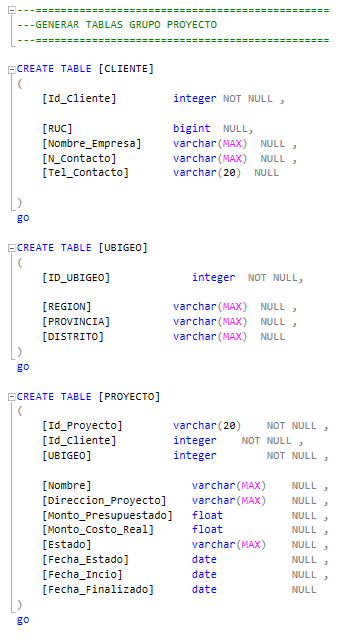 ---==============================================
---GENERAR TABLAS GRUPO PROYECTO
---==============================================
CREATE TABLE [CLIENTE]
(
[Id_Cliente] integer NOT NULL ,
[RUC] bigint NULL,
[Nombre_Empresa] varchar(MAX) NULL ,
[N_Contacto] varchar(MAX) NULL ,
[Tel_Contacto] varchar(20) NULL
)
go
CREATE TABLE [UBIGEO]
(
[ID_UBIGEO] integer NOT NULL,
[REGION] varchar(MAX) NULL ,
[PROVINCIA] varchar(MAX) NULL ,
[DISTRITO] varchar(MAX) NULL
)
go
CREATE TABLE [PROYECTO]
(
[Id_Proyecto] varchar(20) NOT NULL ,
[Id_Cliente] integer NOT NULL ,
[UBIGEO] integer NOT NULL ,
[Nombre] varchar(MAX) NULL ,
[Direccion_Proyecto] varchar(MAX) NULL ,
[Monto_Presupuestado] float NULL ,
[Monto_Costo_Real] float NULL ,
[Estado] varchar(MAX) NULL ,
[Fecha_Estado] date NULL ,
[Fecha_Incio] date NULL ,
[Fecha_Finalizado] date NULL
)
go